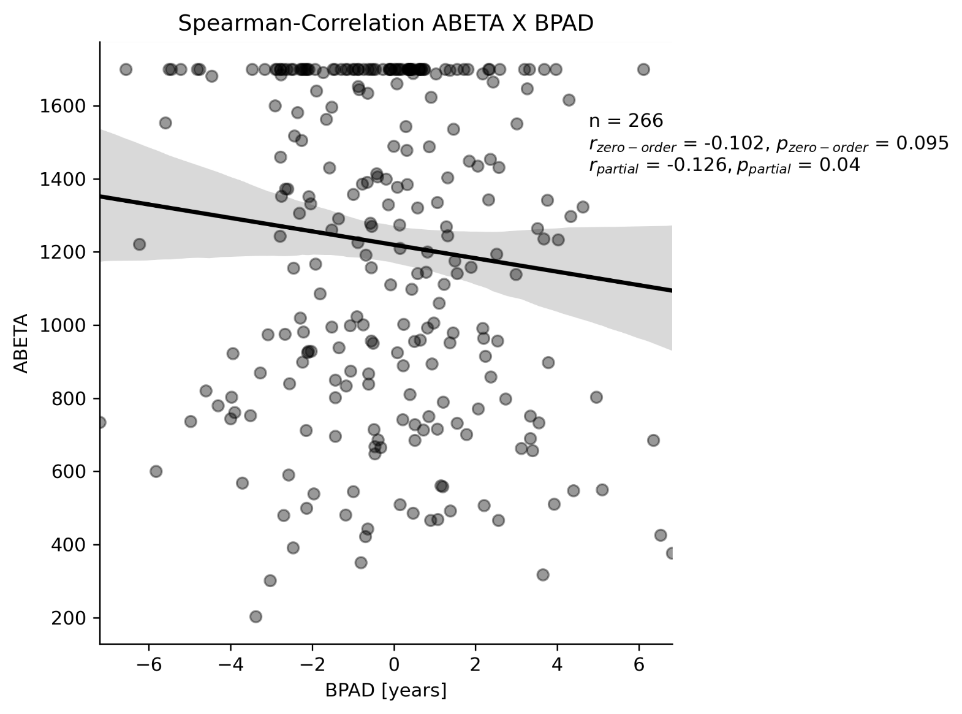 Spearman-Correlation ABETA X BPAD
n = 266
r_zero−order = -0.102, p_zero−order = 0.095
r_partial = -0.126, p_partial = 0.04
ABETA
1600
1400
1200
1000
800
600
400
200
−6 −4 −2 0 2 4 6
BPAD [years]